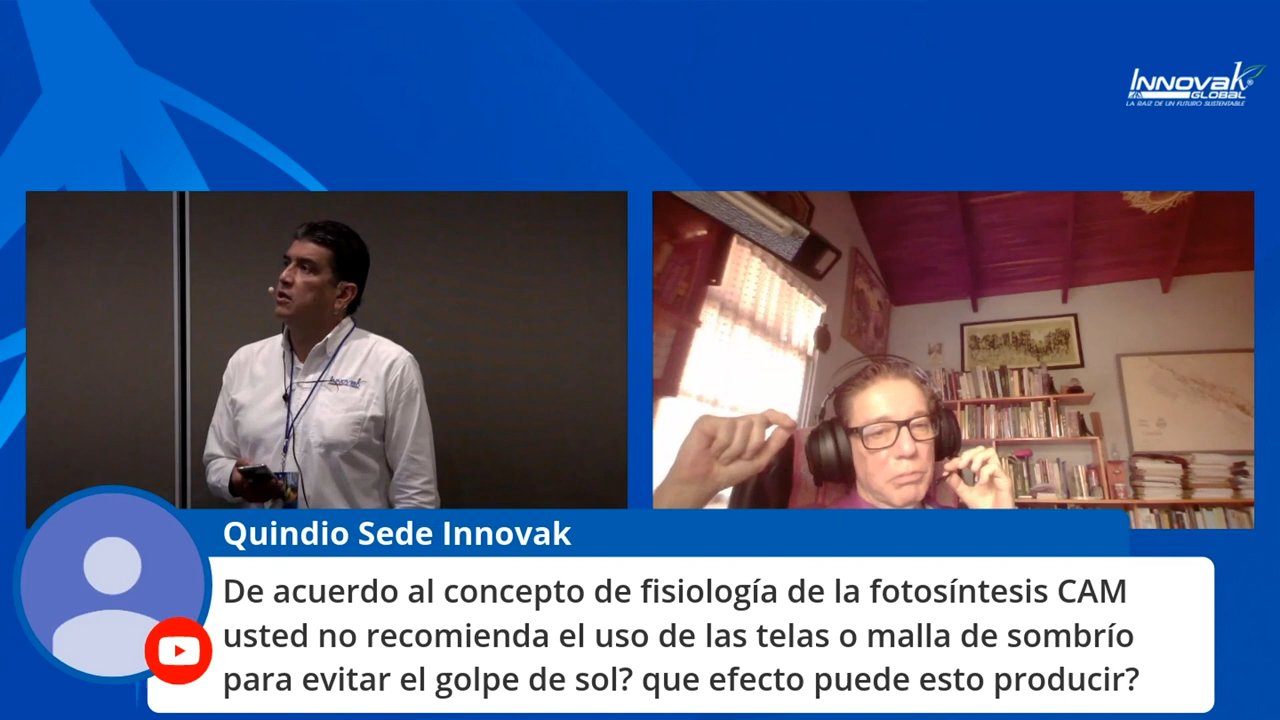 INNOVAK
GLOBAL
LA RAÍZ DE UN FUTURO SUSTENTABLE
Innovak
Quindio Sede Innovak
De acuerdo al concepto de fisiología de la fotosíntesis CAM
usted no recomienda el uso de las telas o malla de sombrío
para evitar el golpe de sol? que efecto puede esto producir?